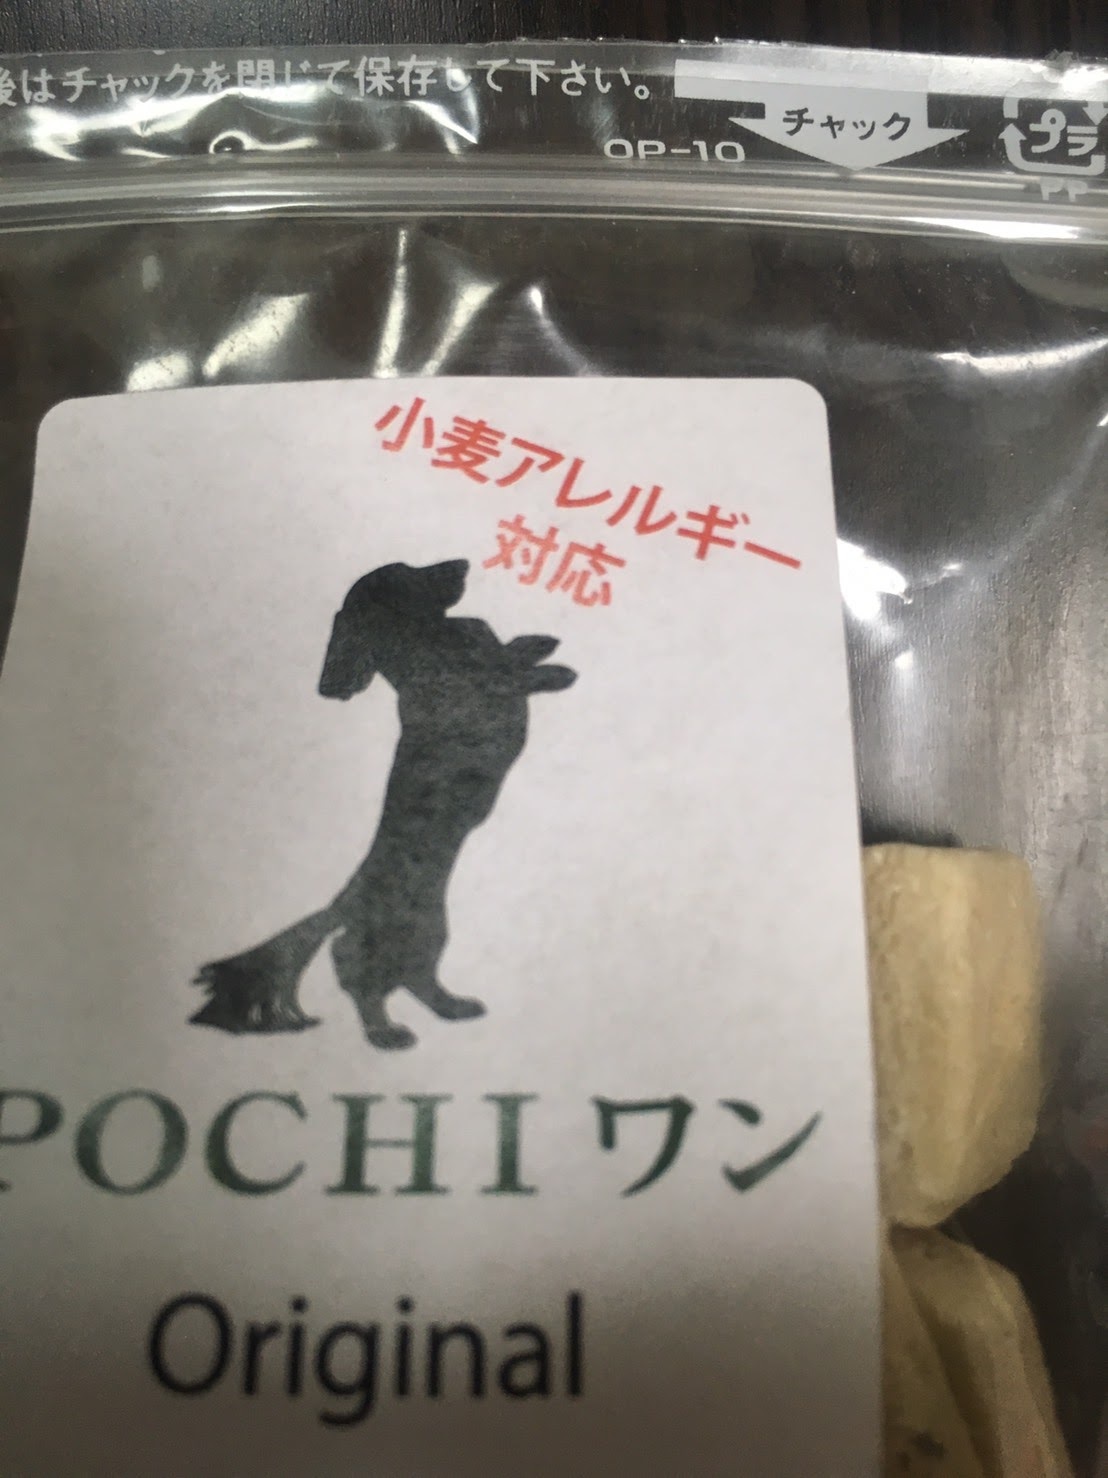 後はチャックを閉じて保存して下さい。
チャック
OP-10
プラ
PP
小麦アレルギー
対応
POCHIワン
Original